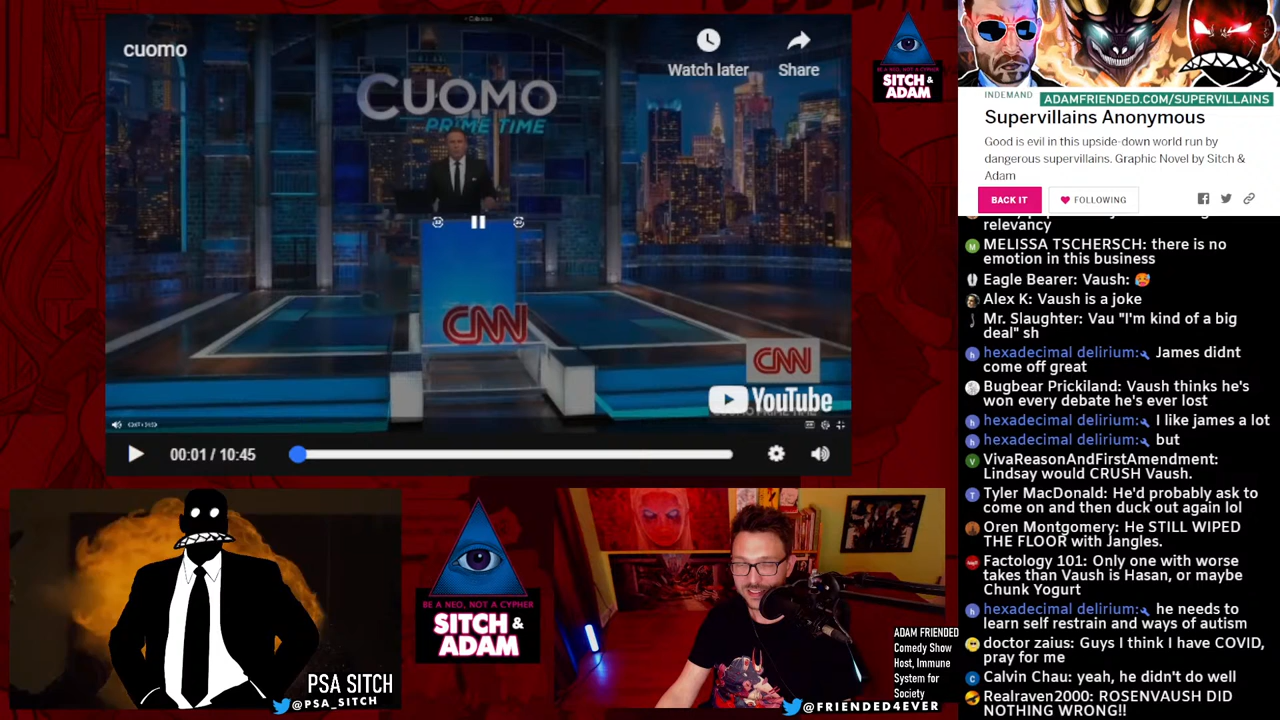 cuomo
Watch later
Share
CUOMO
PRIME TIME
CNN
CNN
YouTube
00:01 / 10:45
BE A NEO, NOT A CYPHER
SITCH
& ADAM
INDEMAND
ADAMFRIENDED.COM/SUPERVILLAINS
Supervillains Anonymous
Good is evil in this upside-down world run by
dangerous supervillains. Graphic Novel by Sitch &
Adam
BACK IT
FOLLOWING
relevancy
MELISSA TSCHERSCH: there is no
emotion in this business
Eagle Bearer: Vaush: 🥵
Alex K: Vaush is a joke
Mr. Slaughter: Vau "I'm kind of a big
deal" sh
hexadecimal delirium: James didnt
come off great
Bugbear Prickiland: Vaush thinks he's
won every debate he's ever lost
hexadecimal delirium: I like james a lot
hexadecimal delirium: but
VivaReasonAndFirstAmendment:
Lindsay would CRUSH Vaush.
Tyler MacDonald: He'd probably ask to
come on and then duck out again lol
Oren Montgomery: He STILL WIPED
THE FLOOR with Jangles.
Factology 101: Only one with worse
takes than Vaush is Hasan, or maybe
Chunk Yogurt
hexadecimal delirium: he needs to
learn self restrain and ways of autism
doctor zaius: Guys I think I have COVID,
pray for me
Calvin Chau: yeah, he didn't do well
Realraven2000: ROSENVAUSH DID
NOTHING WRONG!!
PSA SITCH
@PSA_SITCH
BE A NEO, NOT A CYPHER
SITCH
& ADAM
ADAM FRIENDED
Comedy Show
Host, Immune
System for
Society
@FRIENDED4EVER